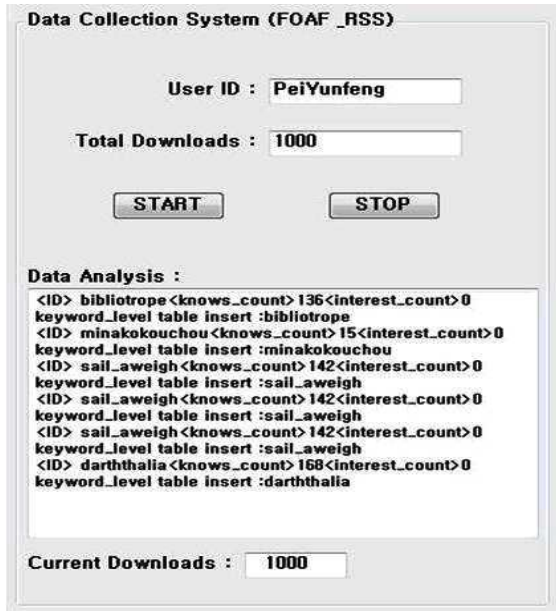 Data Collection System (FOAF _RSS)
User ID : PeiYunfeng
Total Downloads : 1000
START STOP
Data Analysis :
<ID> bibliotrope<knows_count>136<interest_count>0
keyword_level table insert :bibliotrope
<ID> minakokouchou<knows_count>15<interest_count>0
keyword_level table insert :minakokouchou
<ID> sail_aweigh<knows_count>142<interest_count>0
keyword_level table insert :sail_aweigh
<ID> sail_aweigh<knows_count>142<interest_count>0
keyword_level table insert :sail_aweigh
<ID> sail_aweigh<knows_count>142<interest_count>0
keyword_level table insert :sail_aweigh
<ID> darththalia<knows_count>168<interest_count>0
keyword_level table insert :darththalia
Current Downloads : 1000